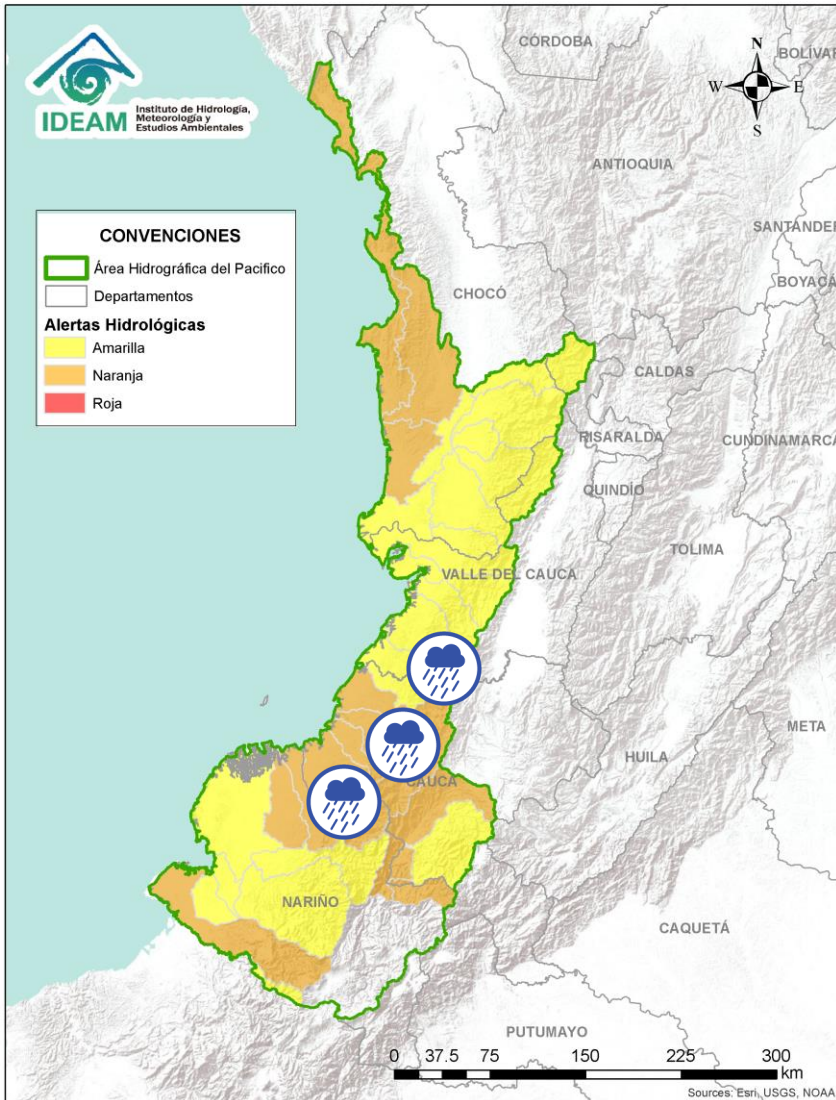 IDEAM
Instituto de Hidrología,
Meteorología y
Estudios Ambientales
CÓRDOBA
BOLÍVAR
N
W
E
S
ANTIOQUIA
SANTANDER
BOYACÁ
CONVENCIONES
Área Hidrográfica del Pacifico
Departamentos
Alertas Hidrológicas
Amarilla
Naranja
Roja
CHOCÓ
CALDAS
RISARALDA
CUNDINAMARCA
QUINDÍO
TOLIMA
VALLE DEL CAUCA
META
HUILA
CAUCA
NARIÑO
CAQUETÁ
PUTUMAYO
0 37.5 75 150 225 300
km
Sources: Esri, USGS, NOAA